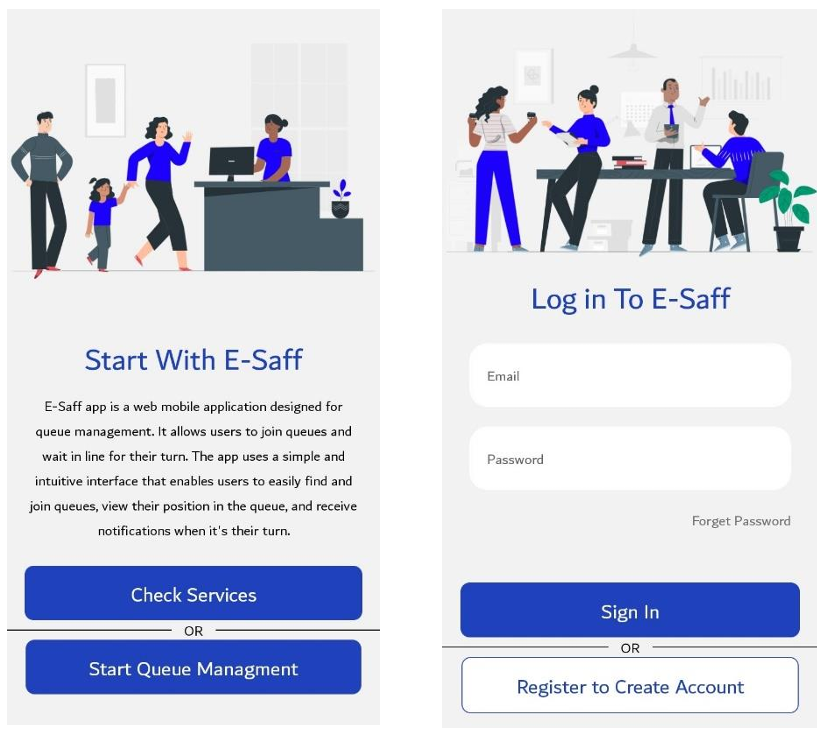 Start With E-Saff
E-Saff app is a web mobile application designed for
queue management. It allows users to join queues and
wait in line for their turn. The app uses a simple and
intuitive interface that enables users to easily find and
join queues, view their position in the queue, and receive
notifications when it's their turn.
Check Services
OR
Start Queue Managment
Log in To E-Saff
Email
Password
Forget Password
Sign In
OR
Register to Create Account